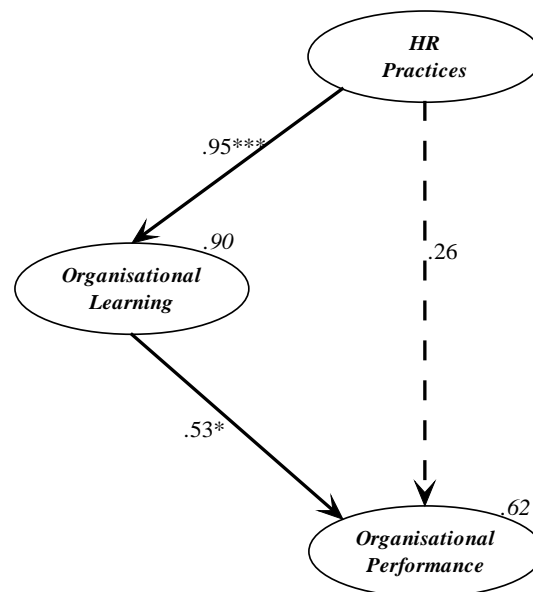 HR
Practices
.95***
.90
Organisational
Learning
.26
.53*
.62
Organisational
Performance